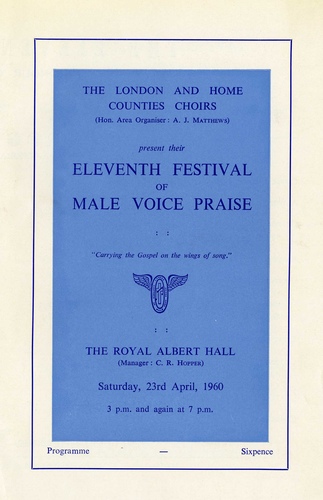 THE LONDON AND HOME
COUNTIES CHOIRS
(Hon. Area Organiser : A. J. MATTHEWS)
present their
ELEVENTH FESTIVAL
OF
MALE VOICE PRAISE
: :
"Carrying the Gospel on the wings of song."
: :
THE ROYAL ALBERT HALL
(Manager : C. R. HOPPER)
Saturday, 23rd April, 1960
3 p.m. and again at 7 p.m.
Programme — Sixpence